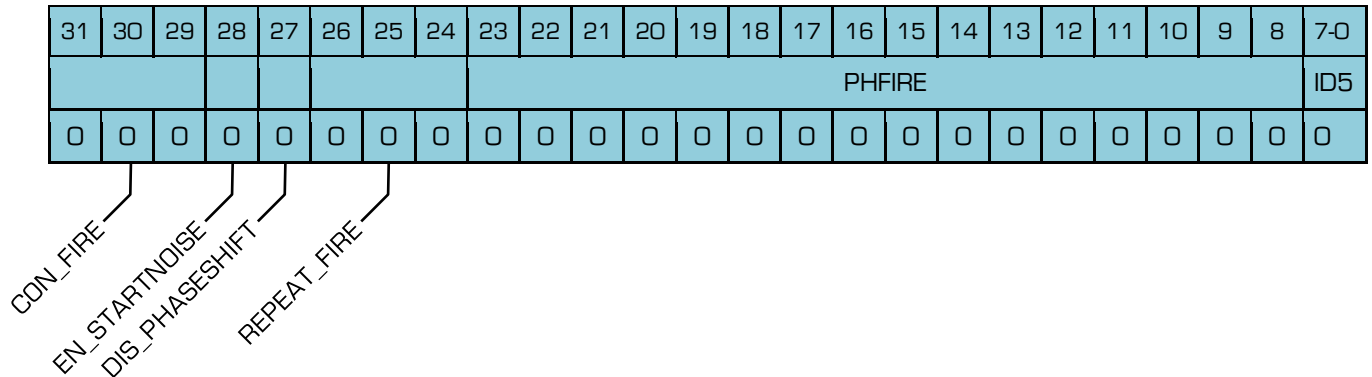 31 30 29 28 27 26 25 24 23 22 21 20 19 18 17 16 15 14 13 12 11 10 9 8 7-0
PHFIRE ID5
0 0 0 0 0 0 0 0 0 0 0 0 0 0 0 0 0 0 0 0 0 0 0 0 0
CON_FIRE
EN_STARTNOISE
DIS_PHASESHIFT
REPEAT_FIRE